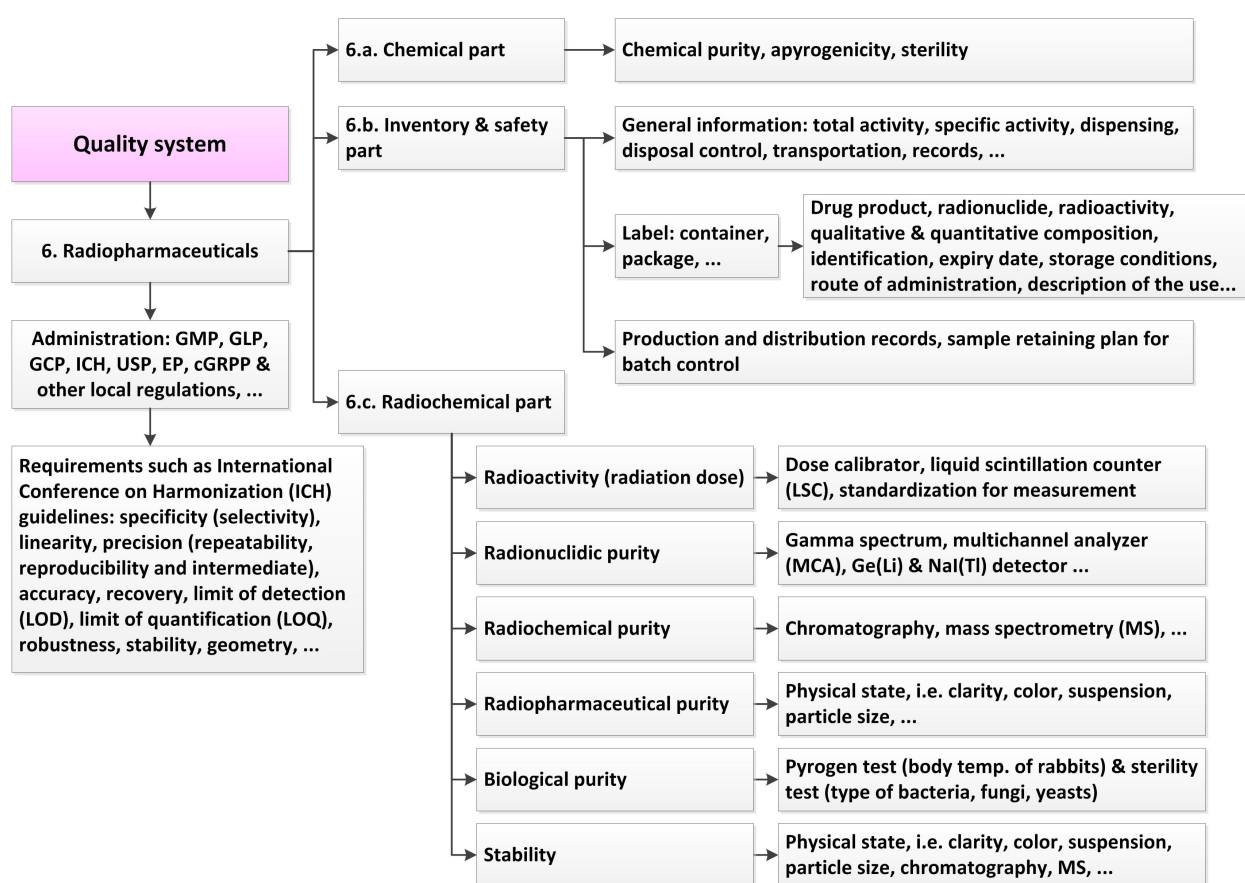 Quality system
6. Radiopharmaceuticals
Administration: GMP, GLP,
GCP, ICH, USP, EP, cGRPP &
other local regulations, ...
Requirements such as International
Conference on Harmonization (ICH)
guidelines: specificity (selectivity),
linearity, precision (repeatability,
reproducibility and intermediate),
accuracy, recovery, limit of detection
(LOD), limit of quantification (LOQ),
robustness, stability, geometry, ...
6.a. Chemical part
Chemical purity, apyrogenicity, sterility
6.b. Inventory & safety
part
General information: total activity, specific activity, dispensing,
disposal control, transportation, records, ...
Label: container,
package, ...
Drug product, radionuclide, radioactivity,
qualitative & quantitative composition,
identification, expiry date, storage conditions,
route of administration, description of the use...
Production and distribution records, sample retaining plan for
batch control
6.c. Radiochemical part
Radioactivity (radiation dose)
Dose calibrator, liquid scintillation counter
(LSC), standardization for measurement
Radionuclidic purity
Gamma spectrum, multichannel analyzer
(MCA), Ge(Li) & NaI(Tl) detector ...
Radiochemical purity
Chromatography, mass spectrometry (MS), ...
Radiopharmaceutical purity
Physical state, i.e. clarity, color, suspension,
particle size, ...
Biological purity
Pyrogen test (body temp. of rabbits) & sterility
test (type of bacteria, fungi, yeasts)
Stability
Physical state, i.e. clarity, color, suspension,
particle size, chromatography, MS, ...